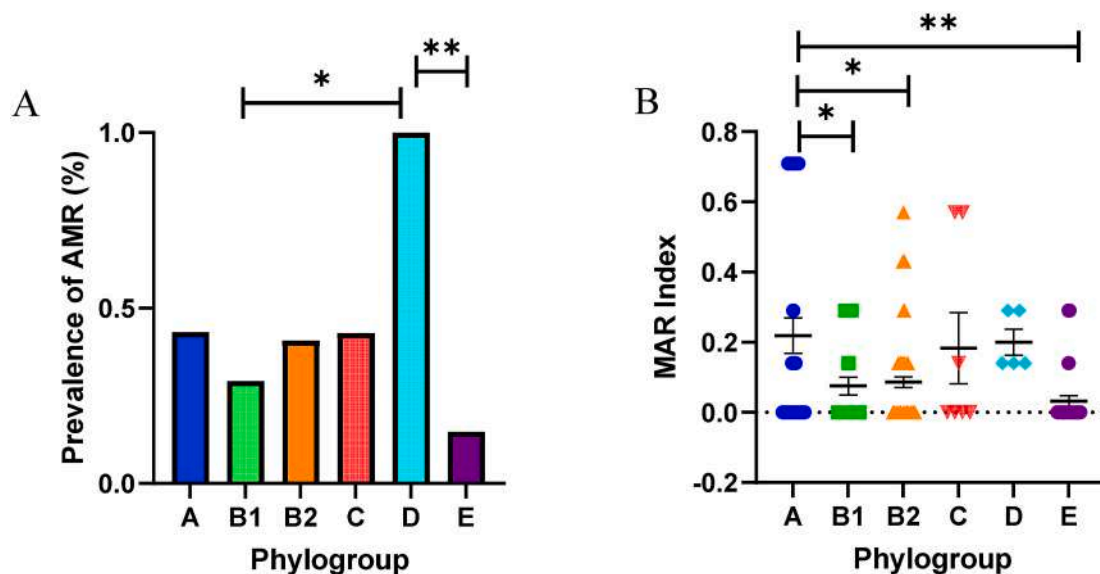 A
**
*
1.0
0.5
0.0
Prevalence of AMR (%)
A B1 B2 C D E
Phylogroup
B
**
*
*
0.8
0.6
0.4
0.2
0.0
-0.2
MAR Index
A B1 B2 C D E
Phylogroup